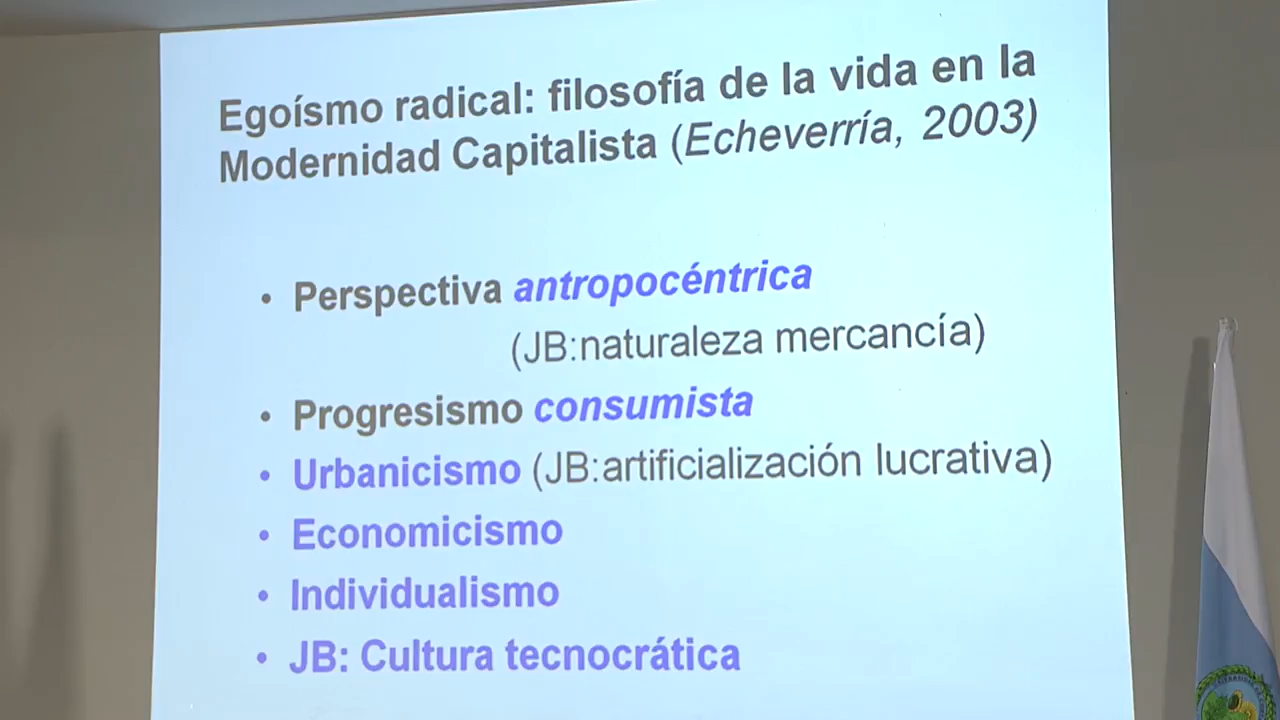 Egoísmo radical: filosofía de la vida en la
Modernidad Capitalista (Echeverría, 2003)
• Perspectiva antropocéntrica
(JB:naturaleza mercancía)
• Progresismo consumista
• Urbanicismo (JB:artificialización lucrativa)
• Economicismo
• Individualismo
• JB: Cultura tecnocrática